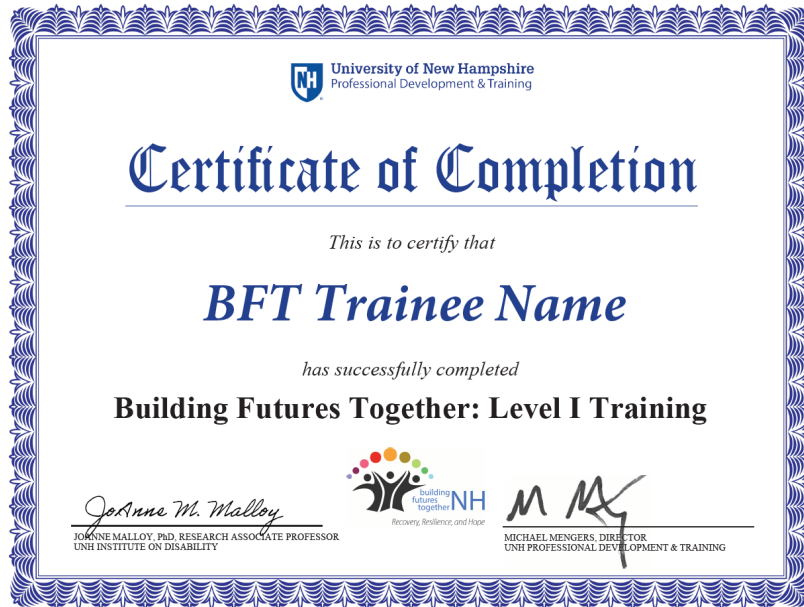 NH
University of New Hampshire
Professional Development & Training
Certificate of Completion
This is to certify that
BFT Trainee Name
has successfully completed
Building Futures Together: Level I Training
building
futures
together NH
Recovery, Resilience, and Hope
JoAnne M. Malloy
JOANNE MALLOY, PhD, RESEARCH ASSOCIATE PROFESSOR
UNH INSTITUTE ON DISABILITY
MICHAEL MENGERS, DIRECTOR
UNH PROFESSIONAL DEVELOPMENT & TRAINING